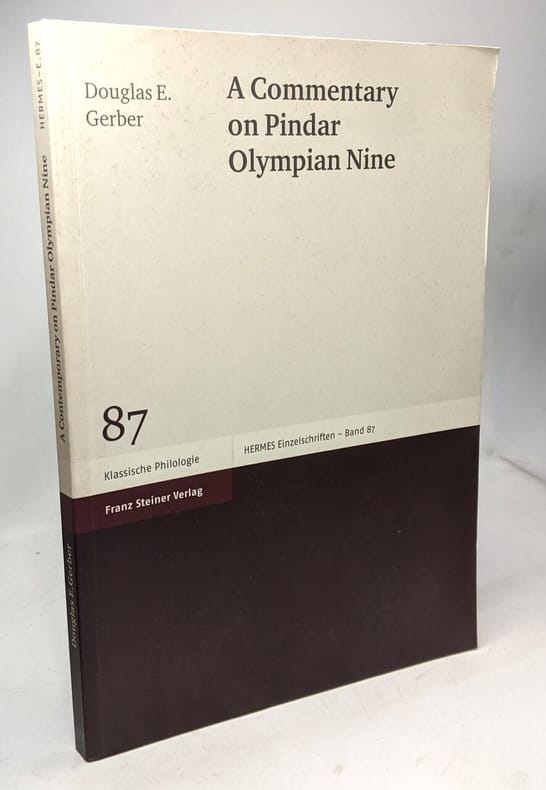 Douglas E.
Gerber
A Commentary
on Pindar
Olympian Nine
87
Klassische Philologie
HERMES Einzelschriften – Band 87
Franz Steiner Verlag
HERMES-E.87
A Contemporary on Pindar Olympian Nine
Douglas E. Gerber